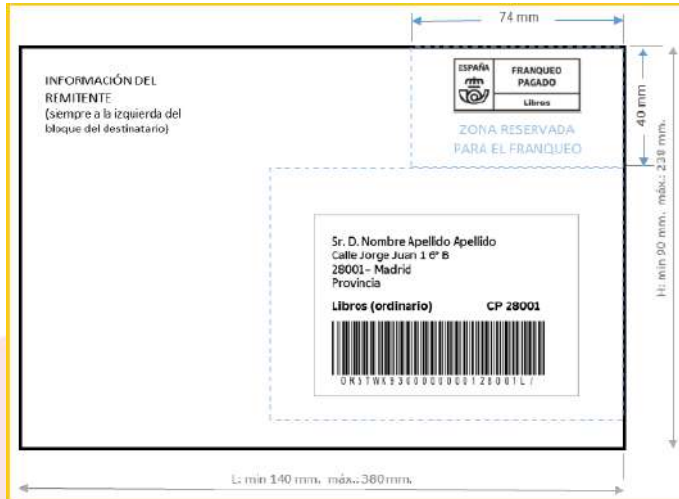 74 mm
INFORMACIÓN DEL
REMITENTE
(siempre a la izquierda del
bloque del destinatario)
ESPAÑA
FRANQUEO
PAGADO
Libros
ZONA RESERVADA
PARA EL FRANQUEO
40 mm
H: min 90 mm. máx.: 239 mm.
Sr. D. Nombre Apellido Apellido
Calle Jorge Juan 1 6º B
28001– Madrid
Provincia
Libros (ordinario) CP 28001
L: min 140 mm. máx.: 380 mm.